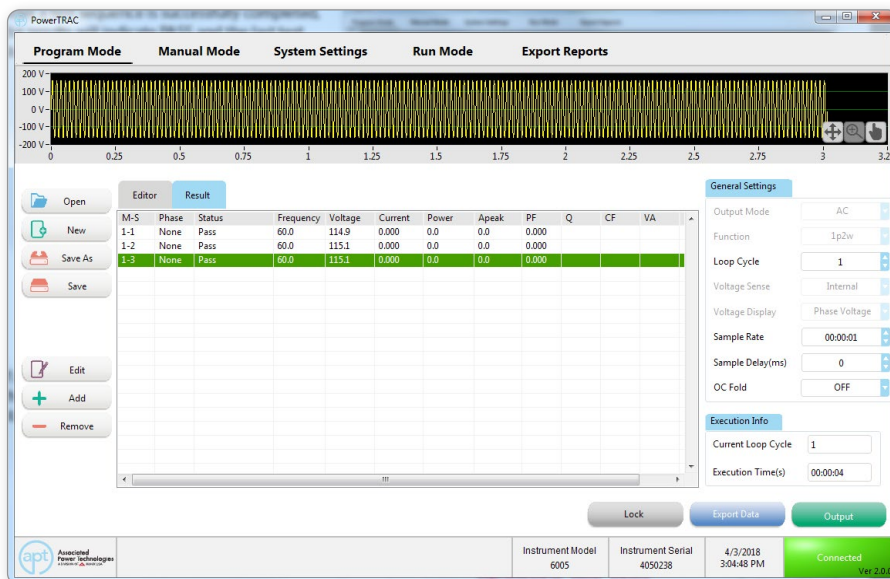 PowerTRAC
Program Mode Manual Mode System Settings Run Mode Export Reports
200 V
100 V
0 V
-100 V
-200 V
0 0.25 0.5 0.75 1 1.25 1.5 1.75 2 2.25 2.5 2.75 3 3.2
Open
New
Save As
Save
Edit
Add
Remove
Editor Result
M-S Phase Status Frequency Voltage Current Power Apeak PF Q CF VA
1-1 None Pass 60.0 114.9 0.000 0.0 0.0 0.000
1-2 None Pass 60.0 115.1 0.000 0.0 0.0 0.000
1-3 None Pass 60.0 115.1 0.000 0.0 0.0 0.000
General Settings
Output Mode AC
Function 1p2w
Loop Cycle 1
Voltage Sense Internal
Voltage Display Phase Voltage
Sample Rate 00:00:01
Sample Delay(ms) 0
OC Fold OFF
Execution Info
Current Loop Cycle 1
Execution Time(s) 00:00:04
Lock Export Data Output
apt Associated
Power Technologies
Instrument Model
6005
Instrument Serial
4050238
4/3/2018
3:04:48 PM
Connected
Ver 2.0.